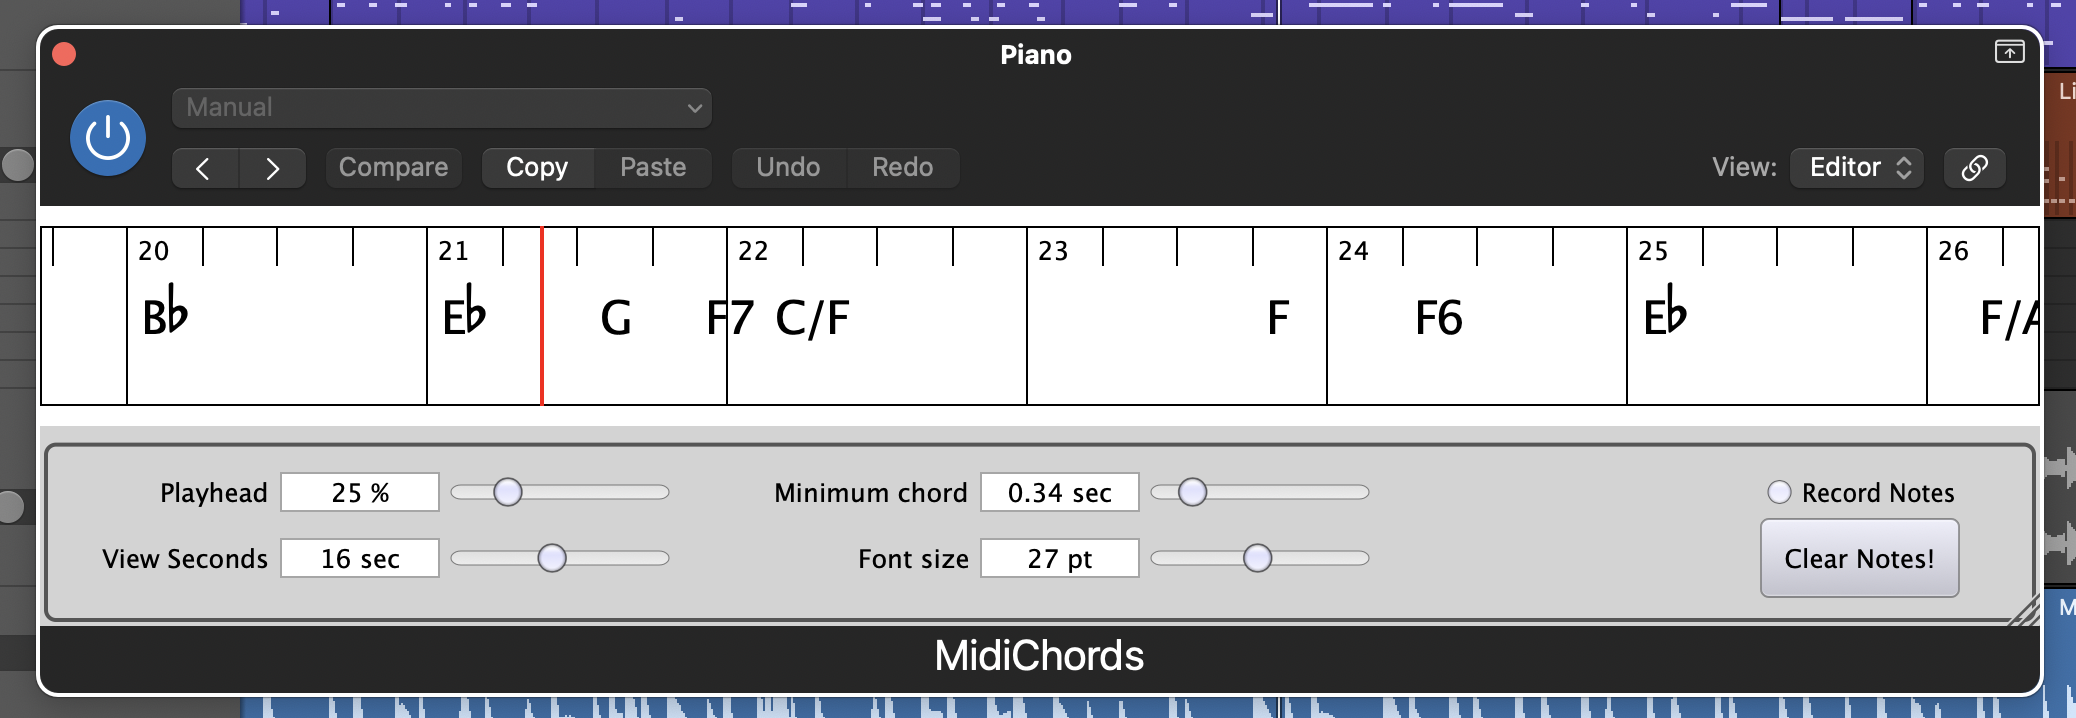 Piano
Manual
Compare Copy Paste Undo Redo View: Editor
20 21 22 23 24 25 26
B♭ E♭ G F7 C/F F F6 E♭ F/A
Playhead 25 % Minimum chord 0.34 sec Record Notes
View Seconds 16 sec Font size 27 pt Clear Notes!
MidiChords
Li
M